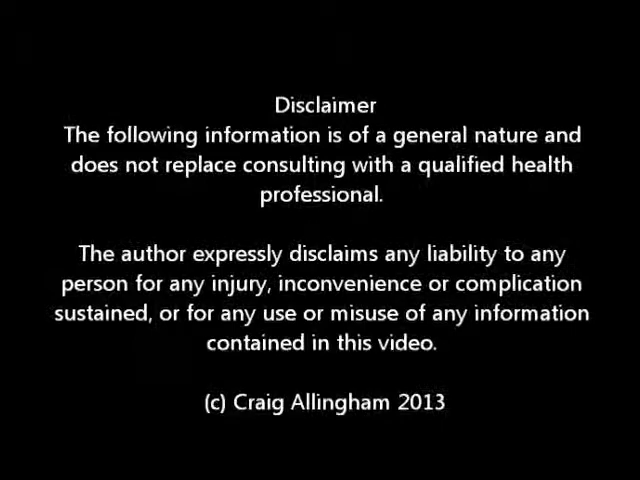 Disclaimer
The following information is of a general nature and
does not replace consulting with a qualified health
professional.
The author expressly disclaims any liability to any
person for any injury, inconvenience or complication
sustained, or for any use or misuse of any information
contained in this video.
(c) Craig Allingham 2013